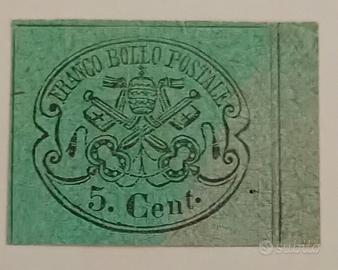 FRANCO BOLLO POSTALE
5. Cent.
subito